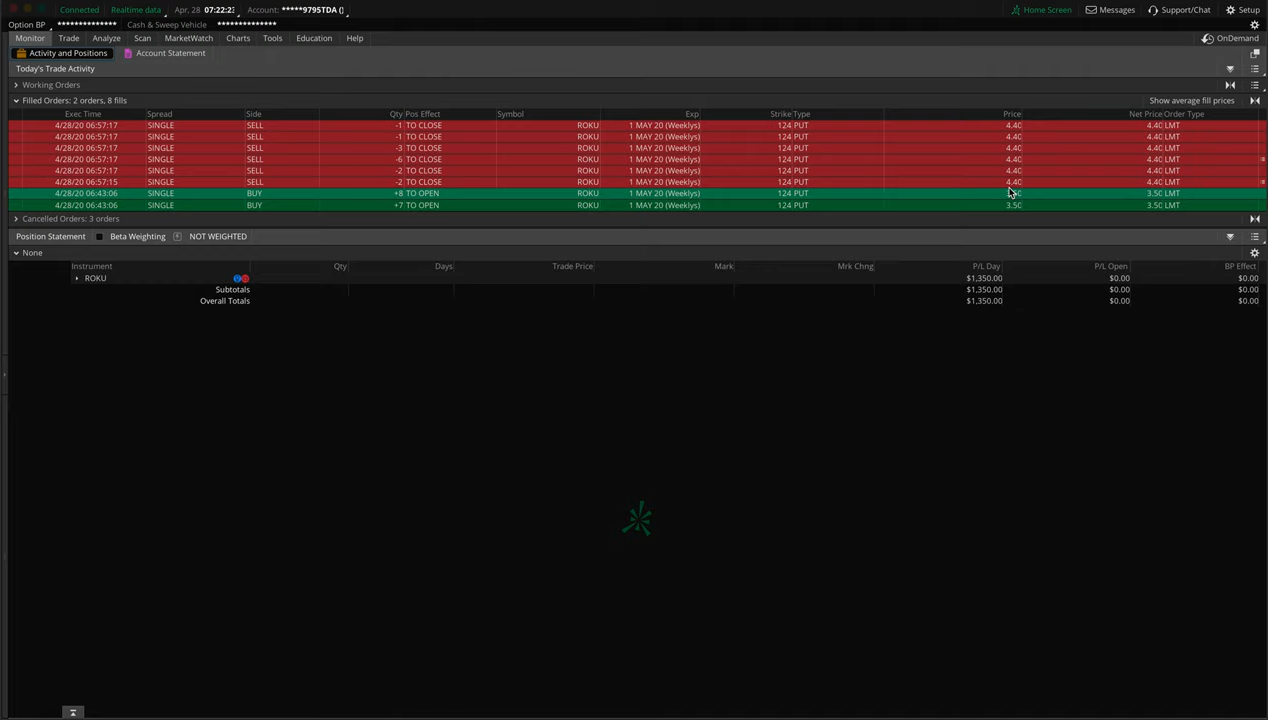 Connected Realtime data Apr. 28 07:22:2 Account: *****9795TDA Home Screen Messages Support/Chat Setup
Option BP ************** Cash & Sweep Vehicle **************
Monitor Trade Analyze Scan MarketWatch Charts Tools Education Help OnDemand
Activity and Positions Account Statement
Today's Trade Activity
Working Orders
Filled Orders: 2 orders, 8 fills Show average fill prices
Exec Time Spread Side Qty Pos Effect Symbol Exp Strike Type Price Net Price Order Type
4/28/20 06:57:17 SINGLE SELL -1 TO CLOSE ROKU 1 MAY 20 (Weeklys) 124 PUT 4.40 4.40 LMT
4/28/20 06:57:17 SINGLE SELL -1 TO CLOSE ROKU 1 MAY 20 (Weeklys) 124 PUT 4.40 4.40 LMT
4/28/20 06:57:17 SINGLE SELL -3 TO CLOSE ROKU 1 MAY 20 (Weeklys) 124 PUT 4.40 4.40 LMT
4/28/20 06:57:17 SINGLE SELL -6 TO CLOSE ROKU 1 MAY 20 (Weeklys) 124 PUT 4.40 4.40 LMT
4/28/20 06:57:17 SINGLE SELL -2 TO CLOSE ROKU 1 MAY 20 (Weeklys) 124 PUT 4.40 4.40 LMT
4/28/20 06:57:15 SINGLE SELL -2 TO CLOSE ROKU 1 MAY 20 (Weeklys) 124 PUT 4.40 4.40 LMT
4/28/20 06:43:06 SINGLE BUY +8 TO OPEN ROKU 1 MAY 20 (Weeklys) 124 PUT 3.50 LMT
4/28/20 06:43:06 SINGLE BUY +7 TO OPEN ROKU 1 MAY 20 (Weeklys) 124 PUT 3.50 3.50 LMT
Cancelled Orders: 3 orders
Position Statement Beta Weighting NOT WEIGHTED
None
Instrument Qty Days Trade Price Mark Mrk Chng P/L Day P/L Open BP Effect
ROKU $1,350.00 $0.00 $0.00
Subtotals $1,350.00 $0.00 $0.00
Overall Totals $1,350.00 $0.00 $0.00